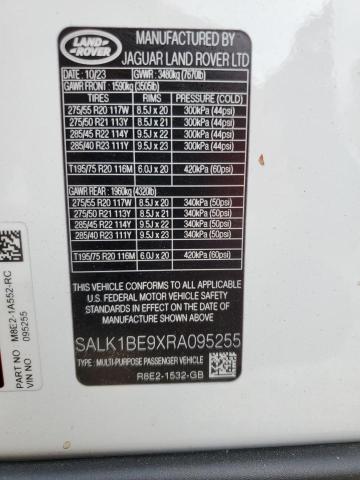 LAND-
ROVER
MANUFACTURED BY
JAGUAR LAND ROVER LTD
DATE: 10/23 GVWR: 3480kg (7670lb)
GAWR FRONT: 1590kg (3505lb)
TIRES RIMS PRESSURE (COLD)
275/55 R20 117W 8.5J x 20 300kPa (44psi)
275/50 R21 113Y 8.5J x 21 300kPa (44psi)
285/45 R22 114Y 9.5J x 22 300kPa (44psi)
285/40 R23 111Y 9.5J x 23 300kPa (44psi)
T195/75 R20 116M 6.0J x 20 420kPa (60psi)
GAWR REAR: 1960kg (4320lb)
275/55 R20 117W 8.5J x 20 340kPa (50psi)
275/50 R21 113Y 8.5J x 21 340kPa (50psi)
285/45 R22 114Y 9.5J x 22 340kPa (50psi)
285/40 R23 111Y 9.5J x 23 340kPa (50psi)
T195/75 R20 116M 6.0J x 20 420kPa (60psi)
THIS VEHICLE CONFORMS TO ALL APPLICABLE
U.S. FEDERAL MOTOR VEHICLE SAFETY
STANDARDS IN EFFECT ON THE DATE OF
MANUFACTURE SHOWN ABOVE
SALK1BE9XRA095255
TYPE: MULTI-PURPOSE PASSENGER VEHICLE
R8E2-1532-GB
PART NO M8E2-1A552-RC
VIN NO 095255